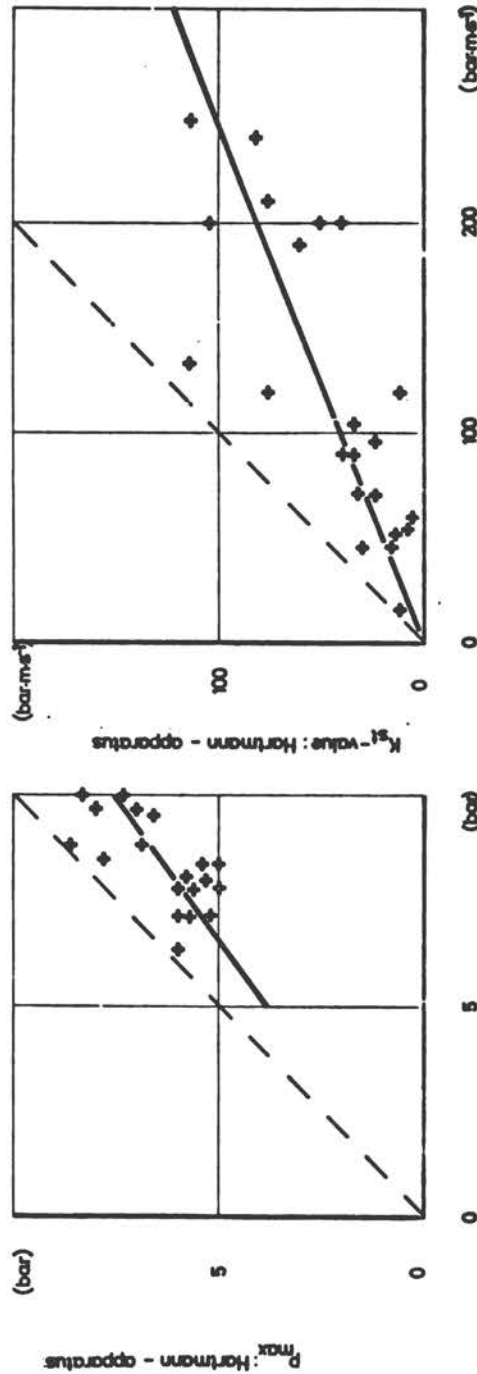 P_max: Hartmann - apparatus
(bar)
5
0
0
5
(bar)
K_st-value: Hartmann - apparatus
(bar·m·s⁻¹)
100
0
0
100
200
(bar·m·s⁻¹)